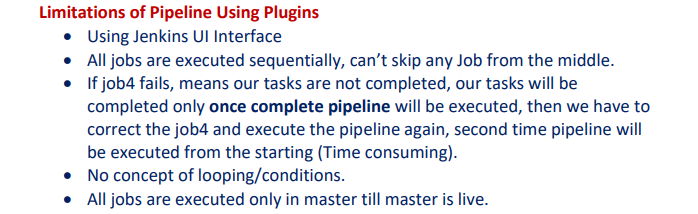 Limitations of Pipeline Using Plugins
• Using Jenkins UI Interface
• All jobs are executed sequentially, can’t skip any Job from the middle.
• If job4 fails, means our tasks are not completed, our tasks will be
completed only once complete pipeline will be executed, then we have to
correct the job4 and execute the pipeline again, second time pipeline will
be executed from the starting (Time consuming).
• No concept of looping/conditions.
• All jobs are executed only in master till master is live.